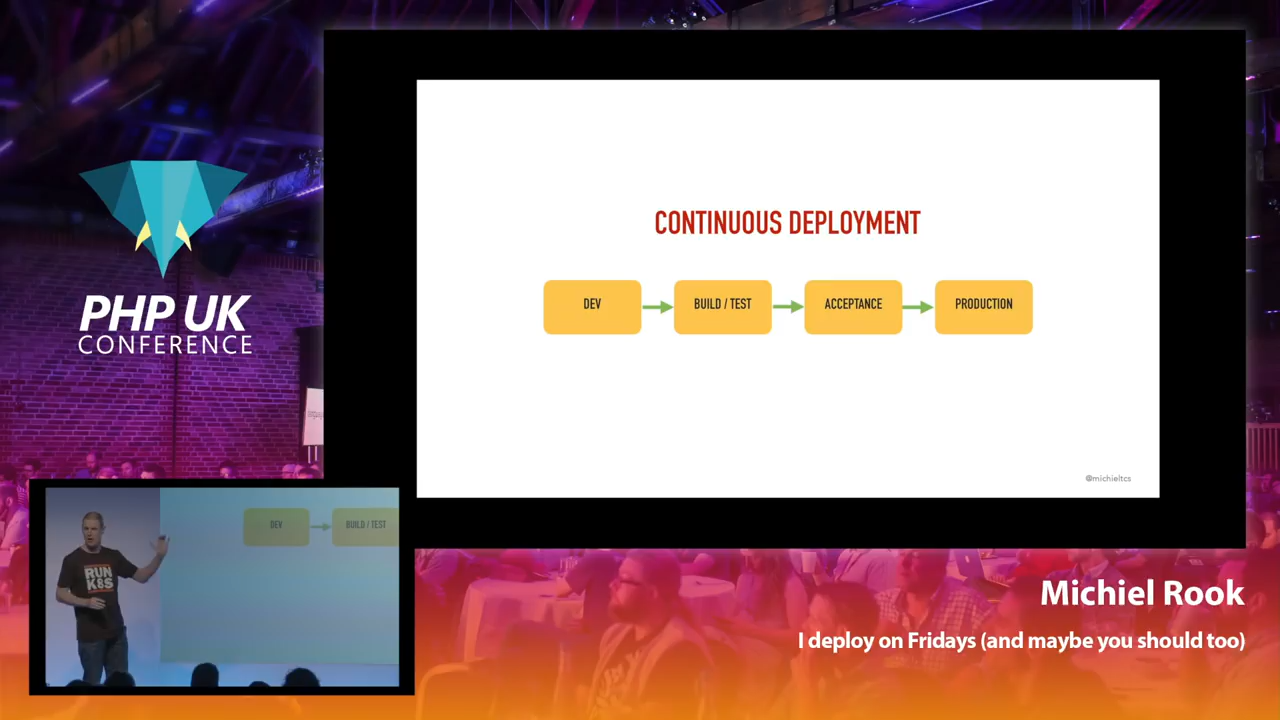 CONTINUOUS DEPLOYMENT
DEV
BUILD / TEST
ACCEPTANCE
PRODUCTION
@michieltcs
PHP UK
CONFERENCE
DEV
BUILD / TEST
RUN
K8S
Michiel Rook
I deploy on Fridays (and maybe you should too)